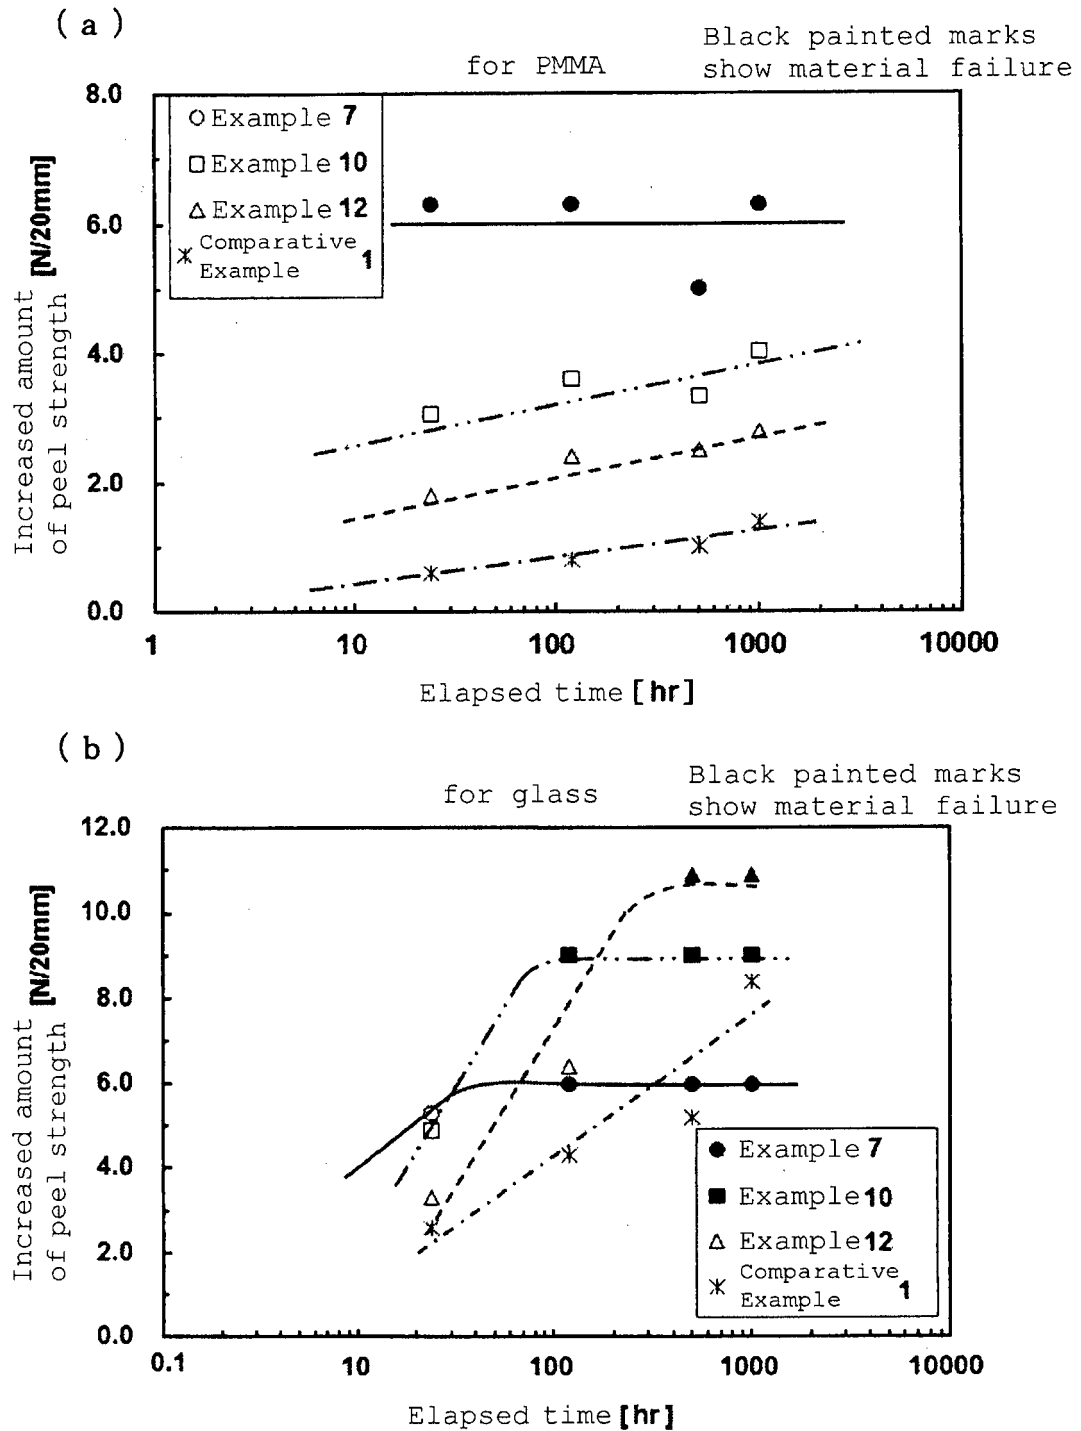 (a)
for PMMA
Black painted marks
show material failure
Increased amount
of peel strength [N/20mm]
8.0
6.0
4.0
2.0
0.0
Example 7
Example 10
Example 12
Comparative
Example 1
1 10 100 1000 10000
Elapsed time [hr]
(b)
for glass
Black painted marks
show material failure
Increased amount
of peel strength [N/20mm]
12.0
10.0
8.0
6.0
4.0
2.0
0.0
Example 7
Example 10
Example 12
Comparative
Example 1
0.1 10 100 1000 10000
Elapsed time [hr]